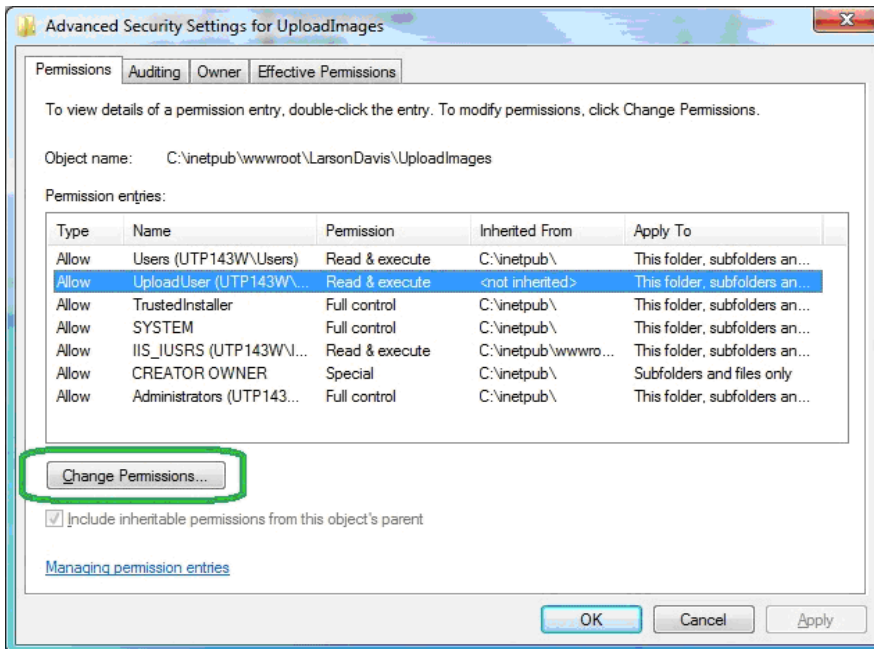 Advanced Security Settings for UploadImages
Permissions Auditing Owner Effective Permissions
To view details of a permission entry, double-click the entry. To modify permissions, click Change Permissions.
Object name: C:\inetpub\wwwroot\LarsonDavis\UploadImages
Permission entries:
Type Name Permission Inherited From Apply To
Allow Users (UTP143W\Users) Read & execute C:\inetpub\ This folder, subfolders an...
Allow UploadUser (UTP143W\... Read & execute <not inherited> This folder, subfolders an...
Allow TrustedInstaller Full control C:\inetpub\ This folder, subfolders an...
Allow SYSTEM Full control C:\inetpub\ This folder, subfolders an...
Allow IIS_IUSRS (UTP143W\I... Read & execute C:\inetpub\wwwro... This folder, subfolders an...
Allow CREATOR OWNER Special C:\inetpub\ Subfolders and files only
Allow Administrators (UTP143... Full control C:\inetpub\ This folder, subfolders an...
Change Permissions...
Include inheritable permissions from this object's parent
Managing permission entries
OK Cancel Apply